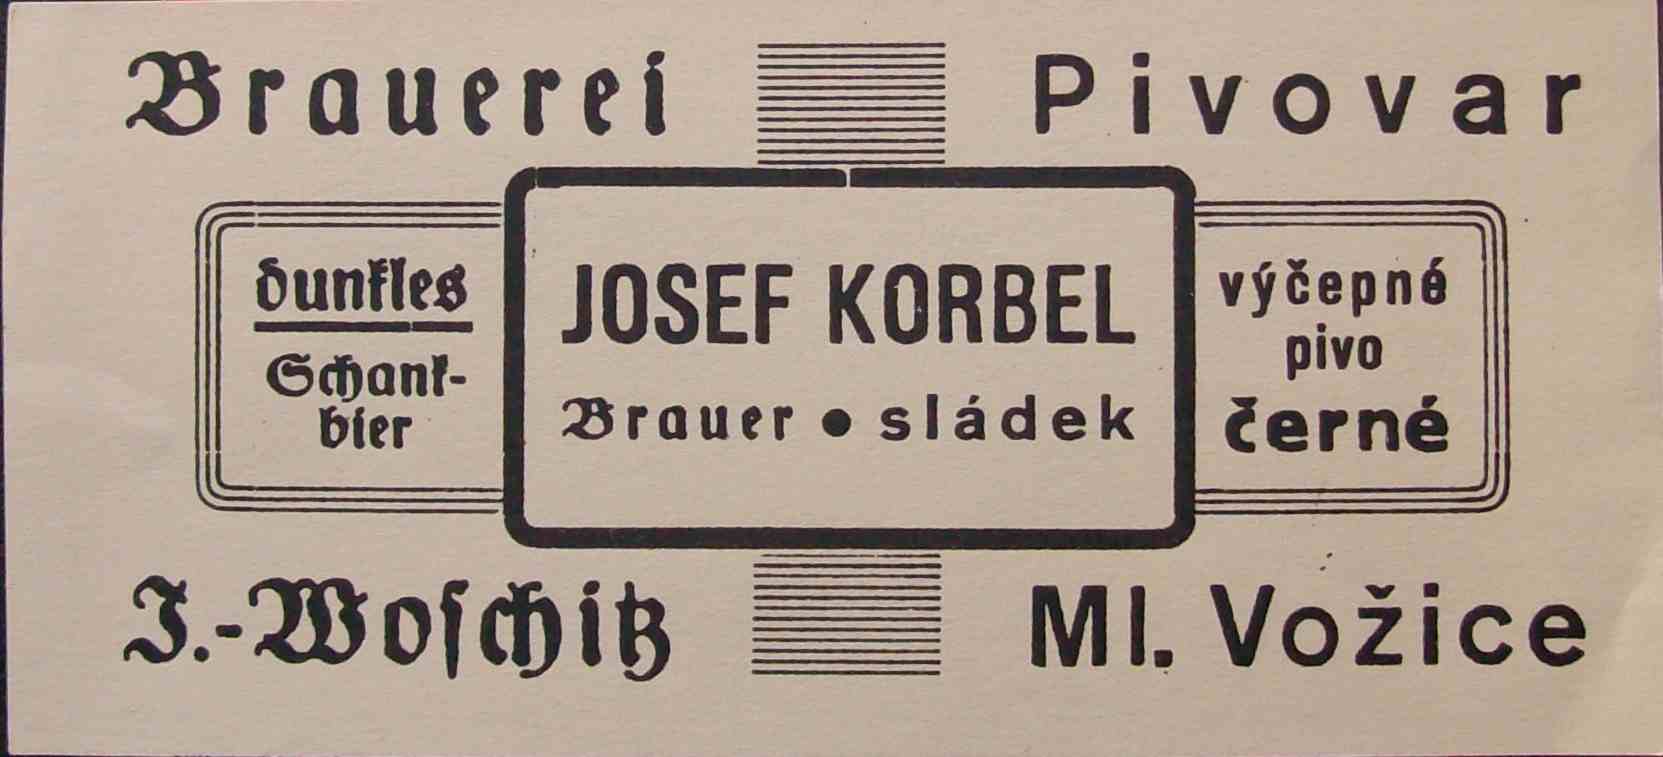 Brauerei Pivovar
dunkles
Schank-
bier
JOSEF KORBEL
Brauer • sládek
výčepné
pivo
černé
J.-Woschitz Ml. Vožice